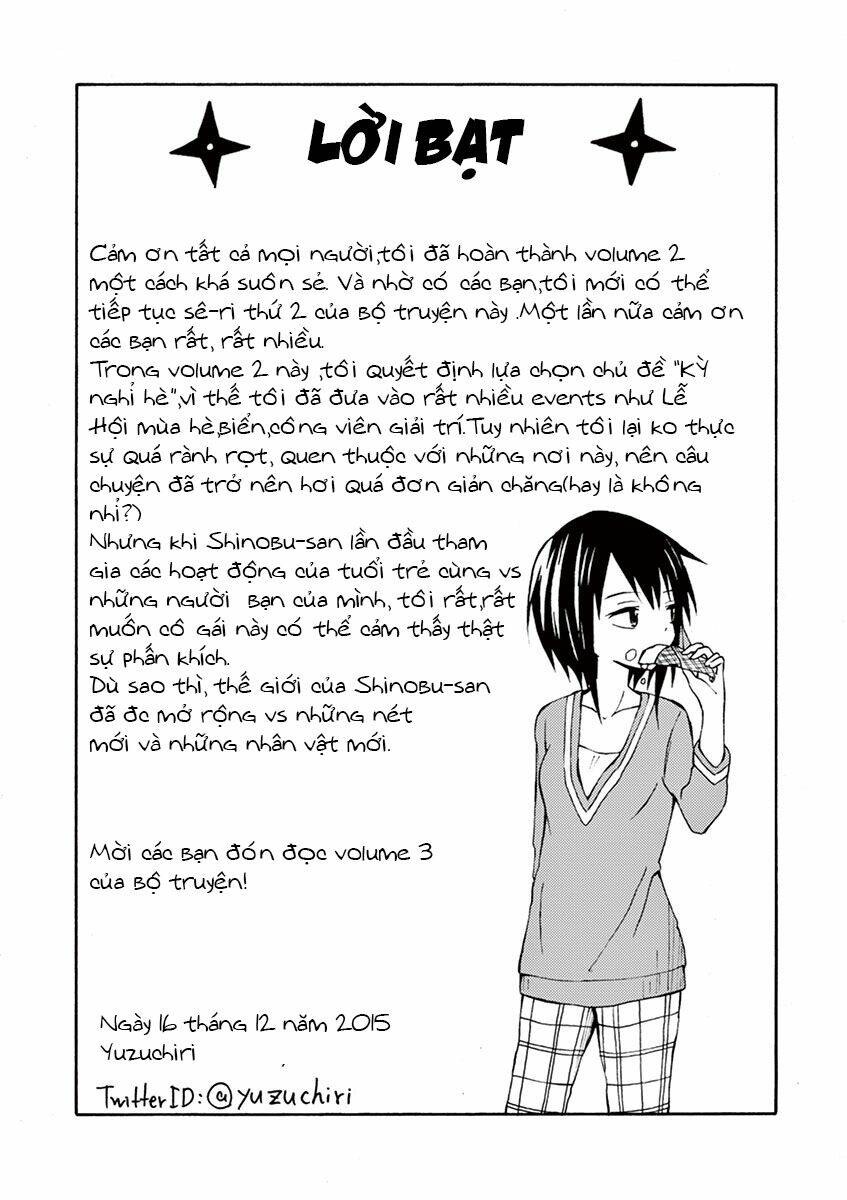 LỜI BẠT
Cảm ơn tất cả mọi người,tôi đã hoàn thành volume 2
một cách khá suôn sẻ. Và nhờ có các bạn,tôi mới có thể
tiếp tục sê-ri thứ 2 của bộ truyện này .Một lần nữa cảm ơn
các bạn rất, rất nhiều.
Trong volume 2 này ,tôi quyết định lựa chọn chủ đề "KỲ
nghỉ hè",vì thế tôi đã đưa vào rất nhiều events như Lễ
Hội mùa hè,biển,công viên giải trí.Tuy nhiên tôi lại ko thực
sự quá rành rọt, quen thuộc với những nơi này, nên câu
chuyện đã trở nên hơi quá đơn giản chăng(hay là không
nhỉ?)
Nhưng khi Shinobu-san lần đầu tham
gia các hoạt động của tuổi trẻ cùng vs
những người bạn của mình, tôi rất,rất
muốn cô gái này có thể cảm thấy thật
sự phấn khích.
Dù sao thì, thế giới của Shinobu-san
đã đc mở rộng vs những nét
mới và những nhân vật mới.
Mời các bạn đón đọc volume 3
của bộ truyện!
Ngày 16 tháng 12 năm 2015
Yuzuchiri
TwitterID:@yuzuchiri